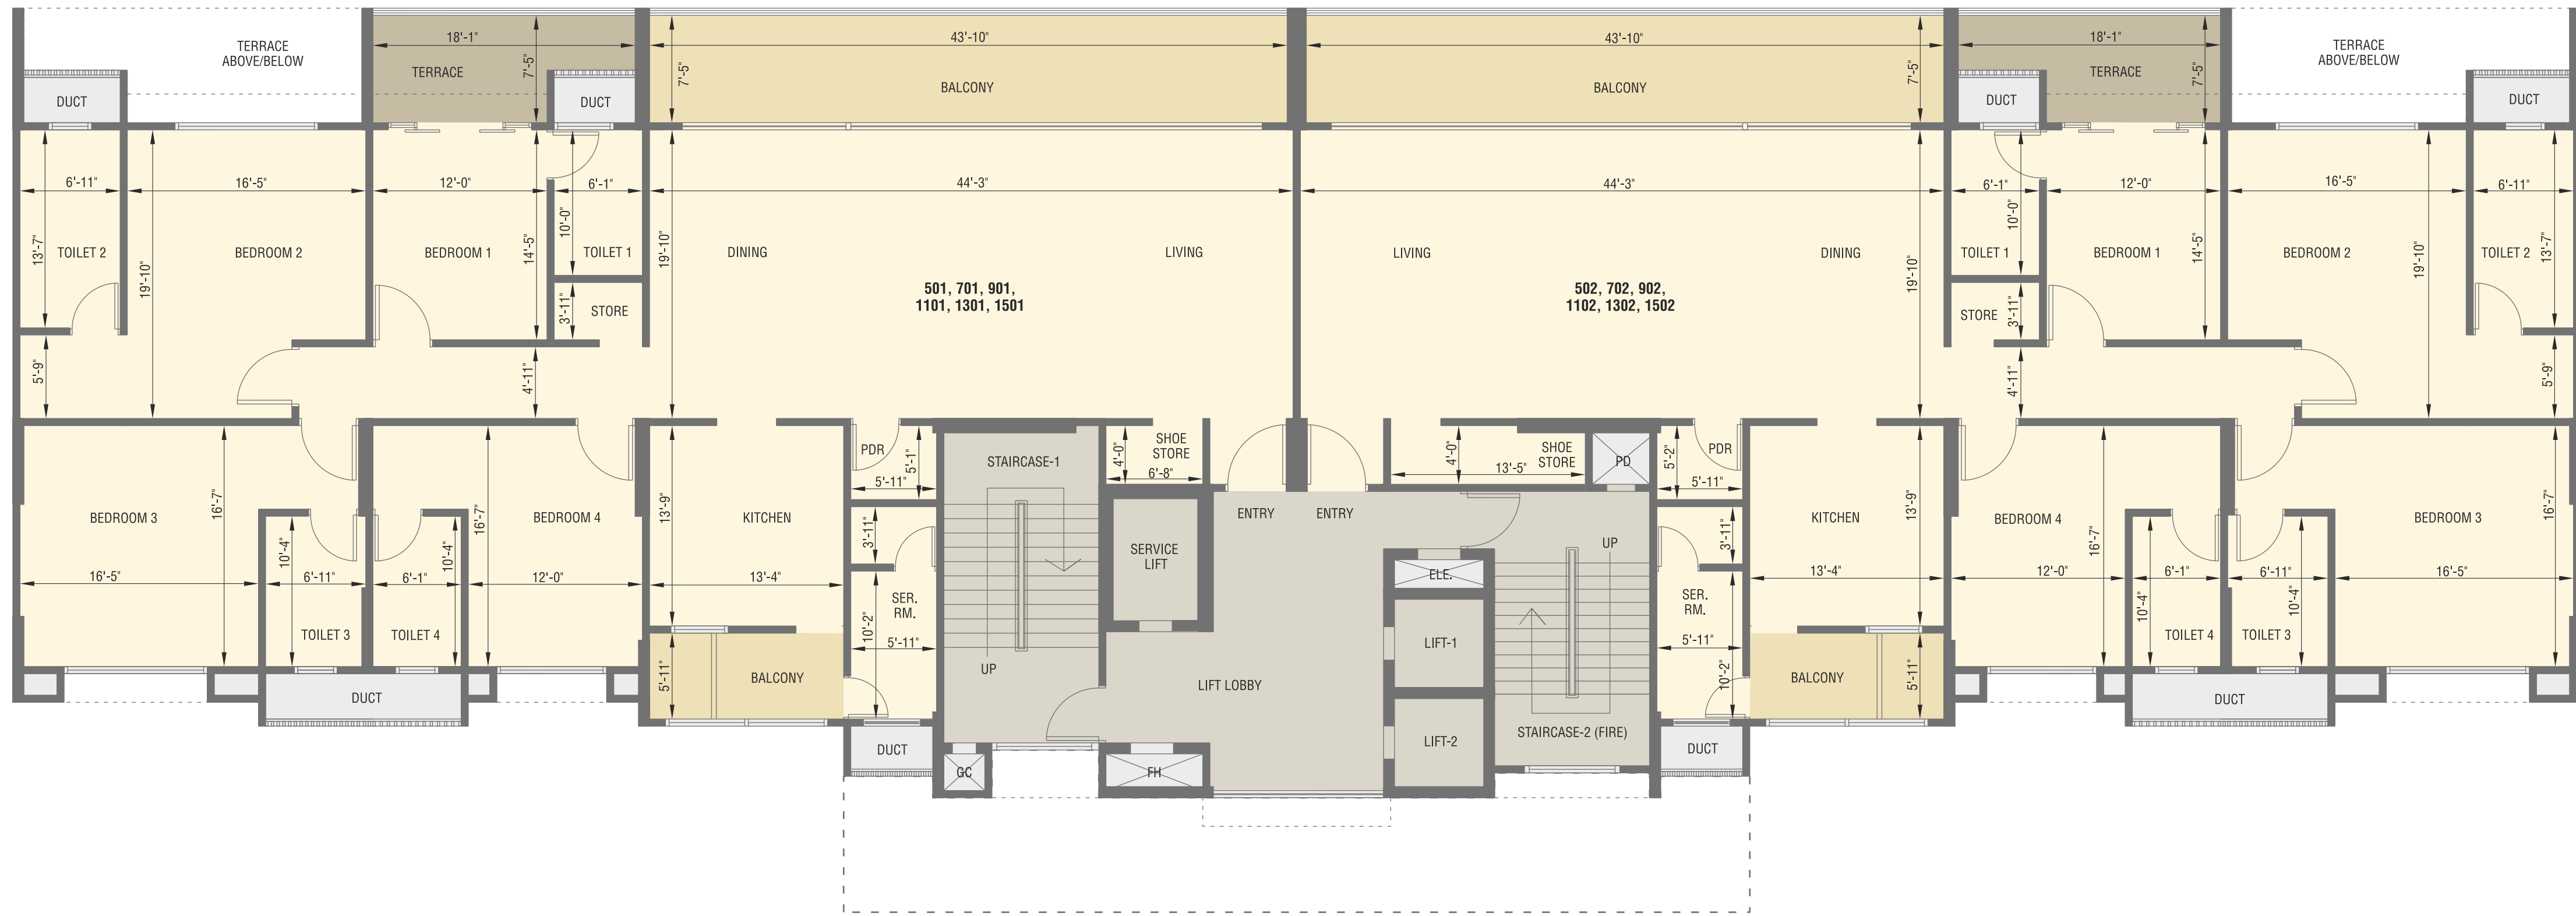 TERRACE
ABOVE/BELOW
18'-1"
TERRACE
7'-5"
DUCT
DUCT
43'-10"
7'-5"
BALCONY
43'-10"
7'-5"
BALCONY
18'-1"
TERRACE
7'-5"
DUCT
TERRACE
ABOVE/BELOW
DUCT
6'-11"
13'-7"
TOILET 2
5'-9"
16'-5"
BEDROOM 2
19'-10"
12'-0"
BEDROOM 1
14'-5"
6'-1"
10'-0"
TOILET 1
3'-11"
STORE
4'-11"
44'-3"
19'-10"
DINING
LIVING
501, 701, 901,
1101, 1301, 1501
44'-3"
LIVING
DINING
19'-10"
502, 702, 902,
1102, 1302, 1502
6'-1"
10'-0"
TOILET 1
STORE
3'-11"
4'-11"
12'-0"
BEDROOM 1
14'-5"
16'-5"
BEDROOM 2
19'-10"
6'-11"
TOILET 2
13'-7"
5'-9"
BEDROOM 3
16'-7"
16'-5"
10'-4"
6'-11"
TOILET 3
10'-4"
6'-1"
TOILET 4
16'-7"
BEDROOM 4
12'-0"
DUCT
13'-9"
KITCHEN
13'-4"
5'-11"
BALCONY
PDR
5'-1"
5'-11"
3'-11"
SER.
RM.
10'-2"
5'-11"
DUCT
STAIRCASE-1
UP
GC
4'-0"
SHOE
STORE
6'-8"
SERVICE
LIFT
ENTRY
ENTRY
LIFT LOBBY
FH
4'-0"
SHOE
STORE
13'-5"
PD
ELE.
LIFT-1
LIFT-2
UP
STAIRCASE-2 (FIRE)
5'-2"
PDR
5'-11"
3'-11"
SER.
RM.
5'-11"
10'-2"
DUCT
KITCHEN
13'-9"
13'-4"
BALCONY
5'-11"
BEDROOM 4
16'-7"
12'-0"
6'-1"
10'-4"
TOILET 4
6'-11"
10'-4"
TOILET 3
DUCT
BEDROOM 3
16'-7"
16'-5"